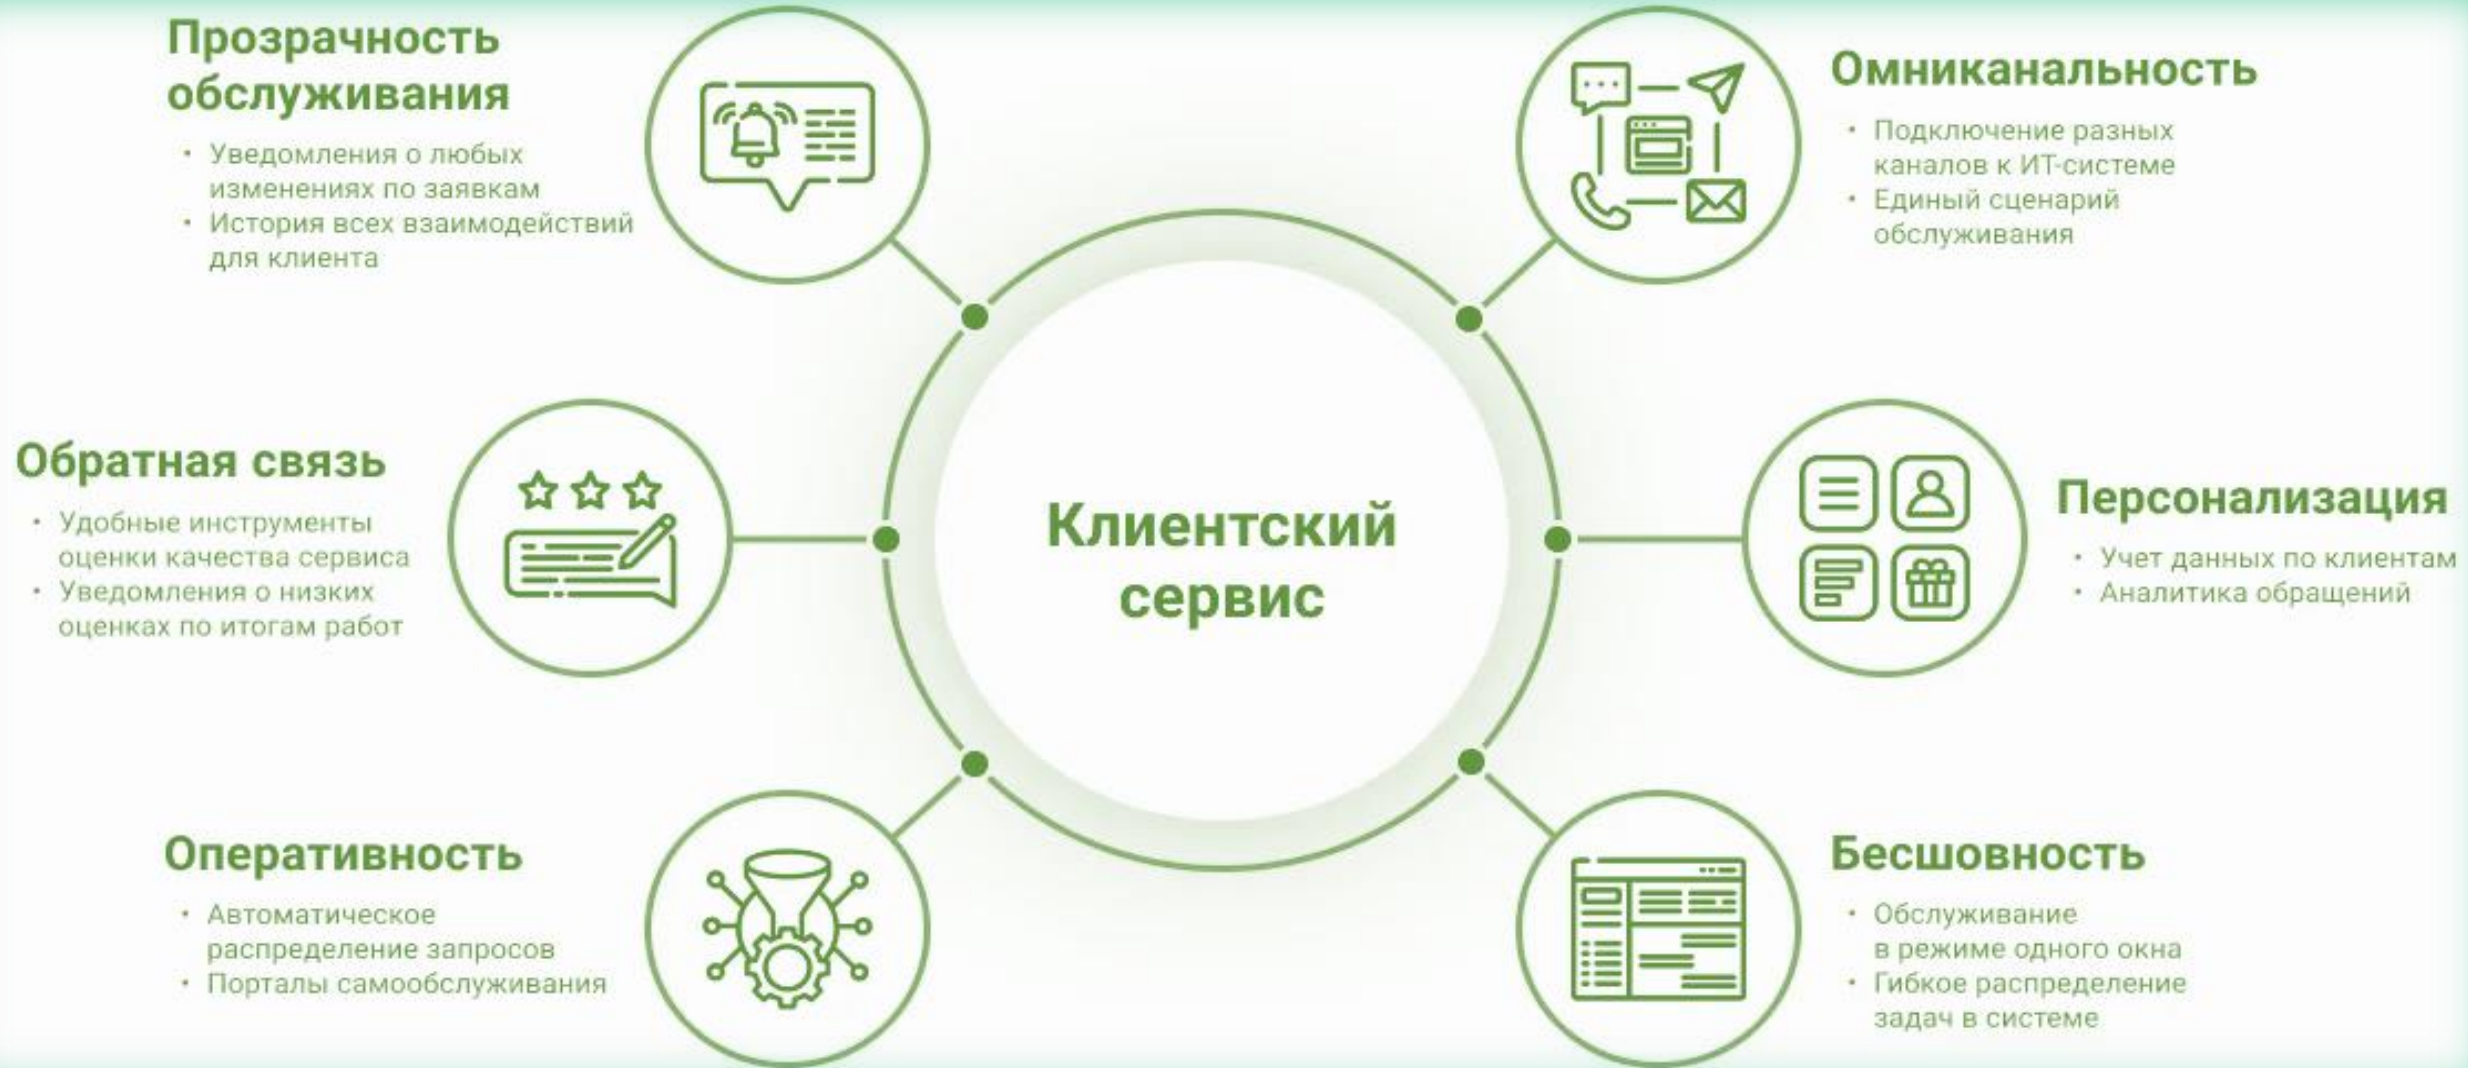 Прозрачность
обслуживания
• Уведомления о любых
изменениях по заявкам
• История всех взаимодействий
для клиента
Омниканальность
• Подключение разных
каналов к ИТ-системе
• Единый сценарий
обслуживания
Обратная связь
• Удобные инструменты
оценки качества сервиса
• Уведомления о низких
оценках по итогам работ
Клиентский
сервис
Персонализация
• Учет данных по клиентам
• Аналитика обращений
Оперативность
• Автоматическое
распределение запросов
• Порталы самообслуживания
Бесшовность
• Обслуживание
в режиме одного окна
• Гибкое распределение
задач в системе